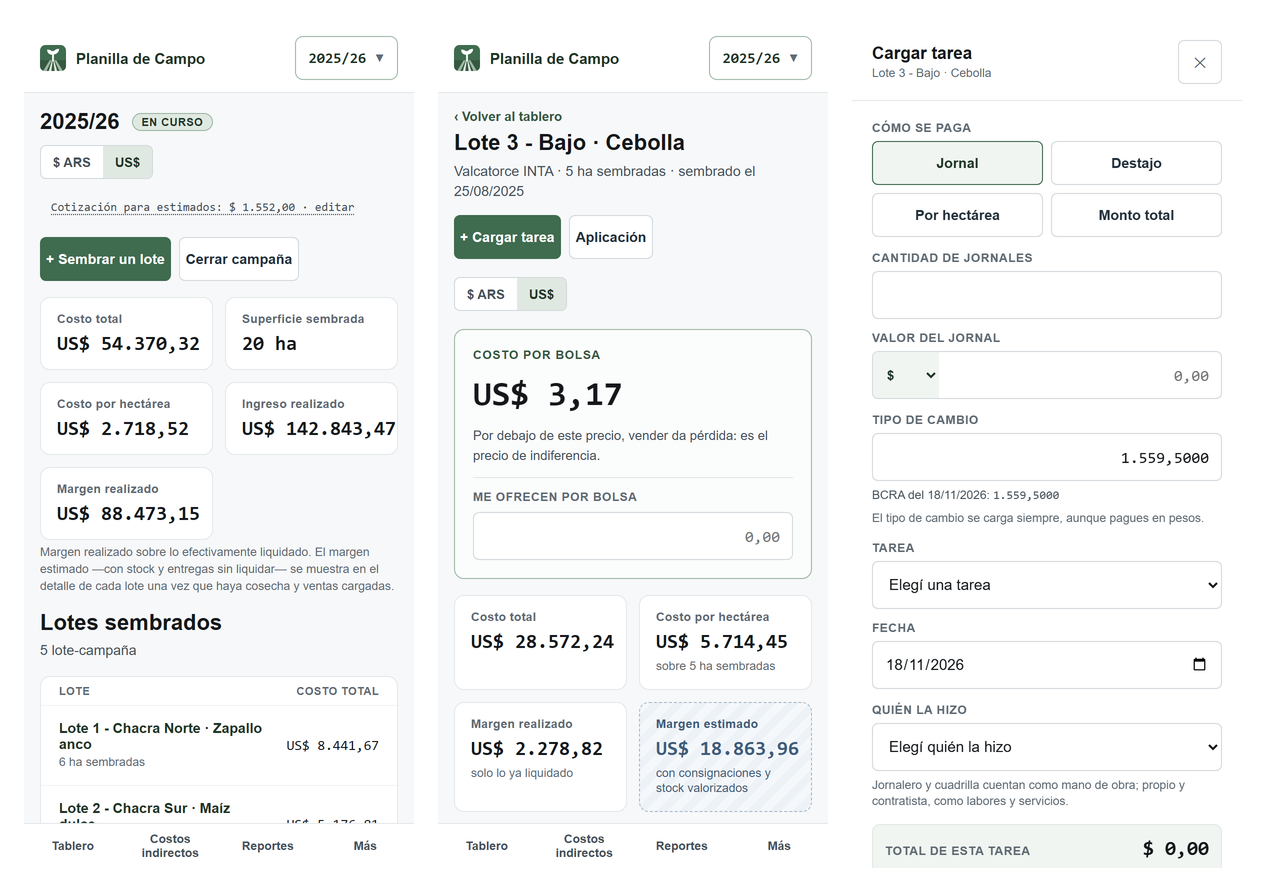 Planilla de Campo
2025/26 ▼
2025/26 EN CURSO
$ ARS US$
Cotización para estimados: $ 1.552,00 · editar
+ Sembrar un lote Cerrar campaña
Costo total
US$ 54.370,32
Superficie sembrada
20 ha
Costo por hectárea
US$ 2.718,52
Ingreso realizado
US$ 142.843,47
Margen realizado
US$ 88.473,15
Margen realizado sobre lo efectivamente liquidado. El margen
estimado —con stock y entregas sin liquidar— se muestra en el
detalle de cada lote una vez que haya cosecha y ventas cargadas.
Lotes sembrados
5 lote-campaña
LOTE COSTO TOTAL
Lote 1 - Chacra Norte · Zapallo
anco
6 ha sembradas
US$ 8.441,67
Lote 2 - Chacra Sur · Maíz
Tablero
Costos
indirectos
Reportes
Más
Planilla de Campo
2025/26 ▼
‹ Volver al tablero
Lote 3 - Bajo · Cebolla
Valcatorce INTA · 5 ha sembradas · sembrado el
25/08/2025
+ Cargar tarea Aplicación
$ ARS US$
COSTO POR BOLSA
US$ 3,17
Por debajo de este precio, vender da pérdida: es el
precio de indiferencia.
ME OFRECEN POR BOLSA
0,00
Costo total
US$ 28.572,24
Costo por hectárea
US$ 5.714,45
sobre 5 ha sembradas
Margen realizado
US$ 2.278,82
solo lo ya liquidado
Margen estimado
US$ 18.863,96
con consignaciones y
stock valorizados
Tablero
Costos
indirectos
Reportes
Más
Cargar tarea
Lote 3 - Bajo · Cebolla
CÓMO SE PAGA
Jornal Destajo
Por hectárea Monto total
CANTIDAD DE JORNALES
VALOR DEL JORNAL
$ 0,00
TIPO DE CAMBIO
1.559,5000
BCRA del 18/11/2026: 1.559,5000
El tipo de cambio se carga siempre, aunque pagues en pesos.
TAREA
Elegí una tarea
FECHA
18/11/2026
QUIÉN LA HIZO
Elegí quién la hizo
Jornalero y cuadrilla cuentan como mano de obra; propio y
contratista, como labores y servicios.
TOTAL DE ESTA TAREA $ 0,00